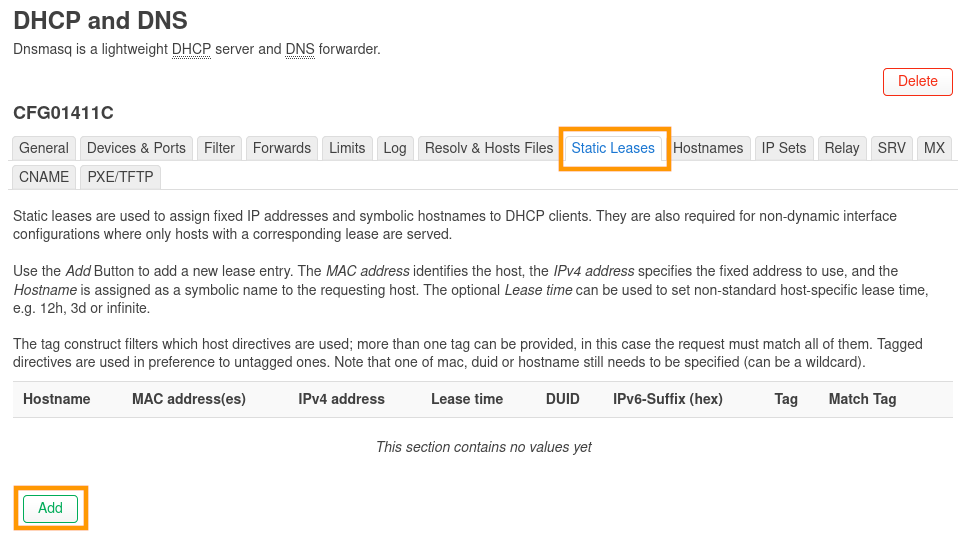 DHCP and DNS
Dnsmasq is a lightweight DHCP server and DNS forwarder.
Delete
CFG01411C
General Devices & Ports Filter Forwards Limits Log Resolv & Hosts Files Static Leases Hostnames IP Sets Relay SRV MX
CNAME PXE/TFTP
Static leases are used to assign fixed IP addresses and symbolic hostnames to DHCP clients. They are also required for non-dynamic interface
configurations where only hosts with a corresponding lease are served.
Use the Add Button to add a new lease entry. The MAC address identifies the host, the IPv4 address specifies the fixed address to use, and the
Hostname is assigned as a symbolic name to the requesting host. The optional Lease time can be used to set non-standard host-specific lease time,
e.g. 12h, 3d or infinite.
The tag construct filters which host directives are used; more than one tag can be provided, in this case the request must match all of them. Tagged
directives are used in preference to untagged ones. Note that one of mac, duid or hostname still needs to be specified (can be a wildcard).
Hostname MAC address(es) IPv4 address Lease time DUID IPv6-Suffix (hex) Tag Match Tag
This section contains no values yet
Add